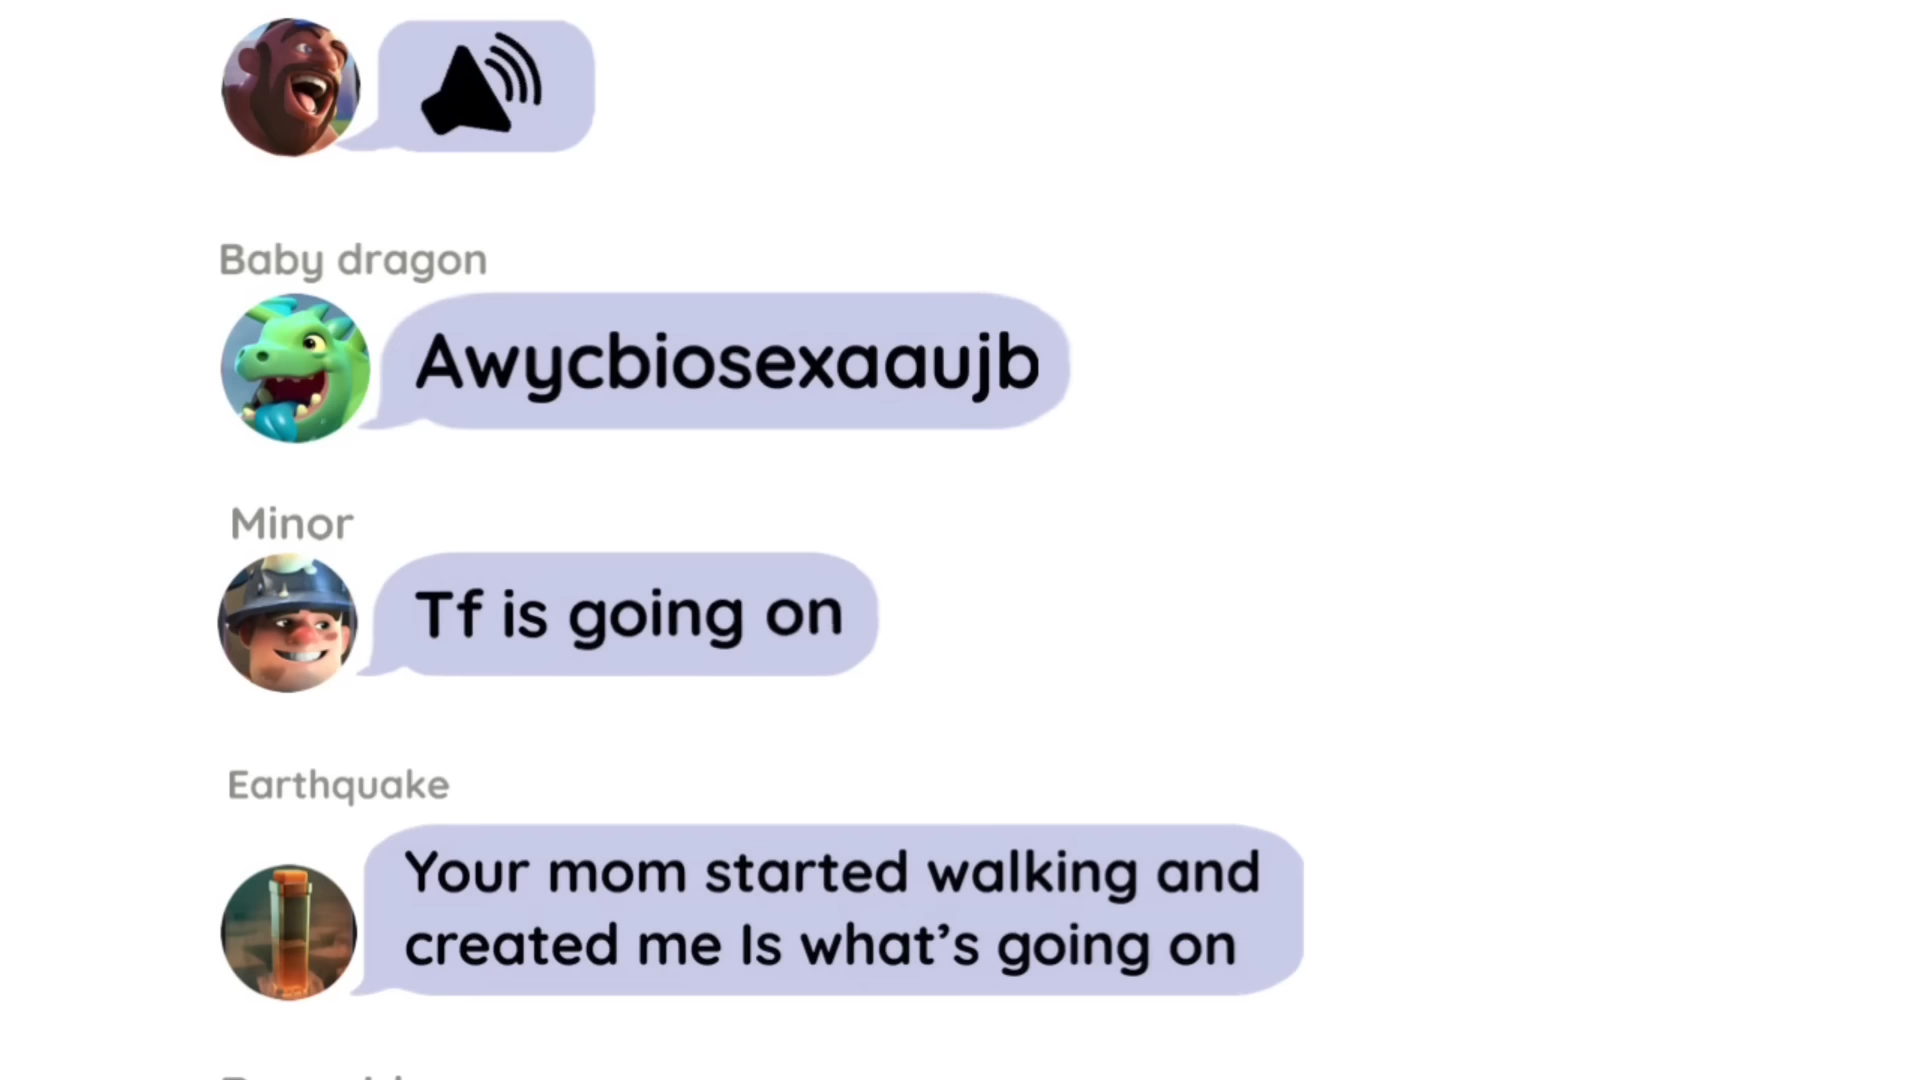 Baby dragon
Awycbiosexaaujb
Minor
Tf is going on
Earthquake
Your mom started walking and
created me Is what’s going on